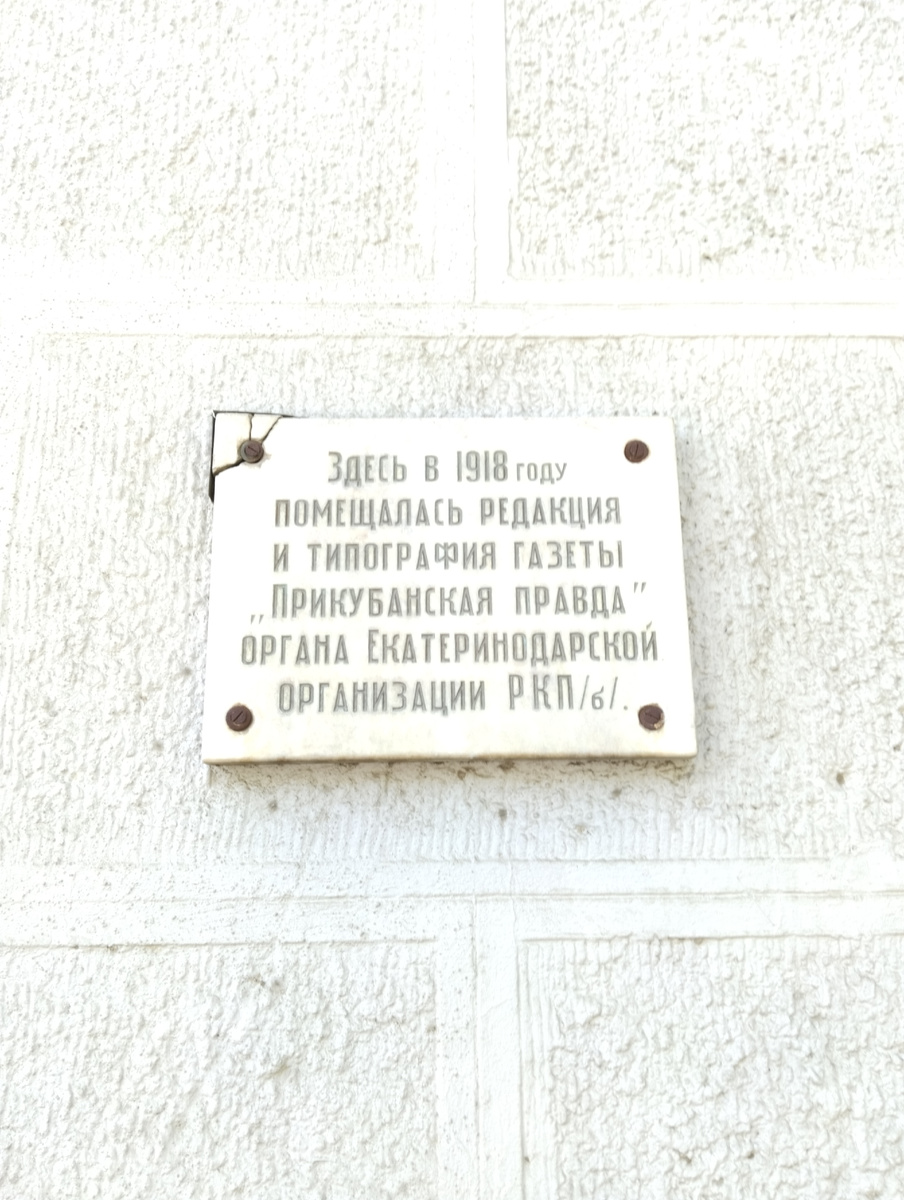 Здесь в 1918 году
помещалась редакция
и типография газеты
„Прикубанская правда"
органа Екатеринодарской
организации РКП/б/.